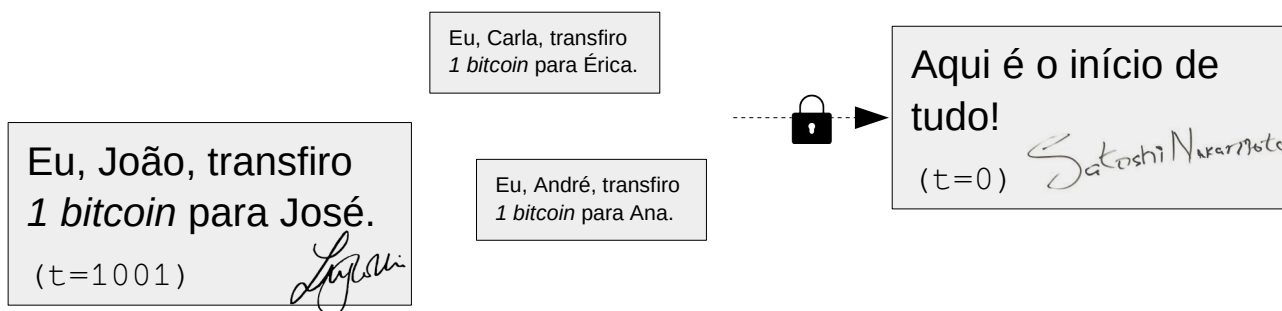 Eu, Carla, transfiro
1 bitcoin para Érica.
Aqui é o início de
tudo!
(t=0) Satoshi Nakamoto
Eu, João, transfiro
1 bitcoin para José.
(t=1001)
Eu, André, transfiro
1 bitcoin para Ana.